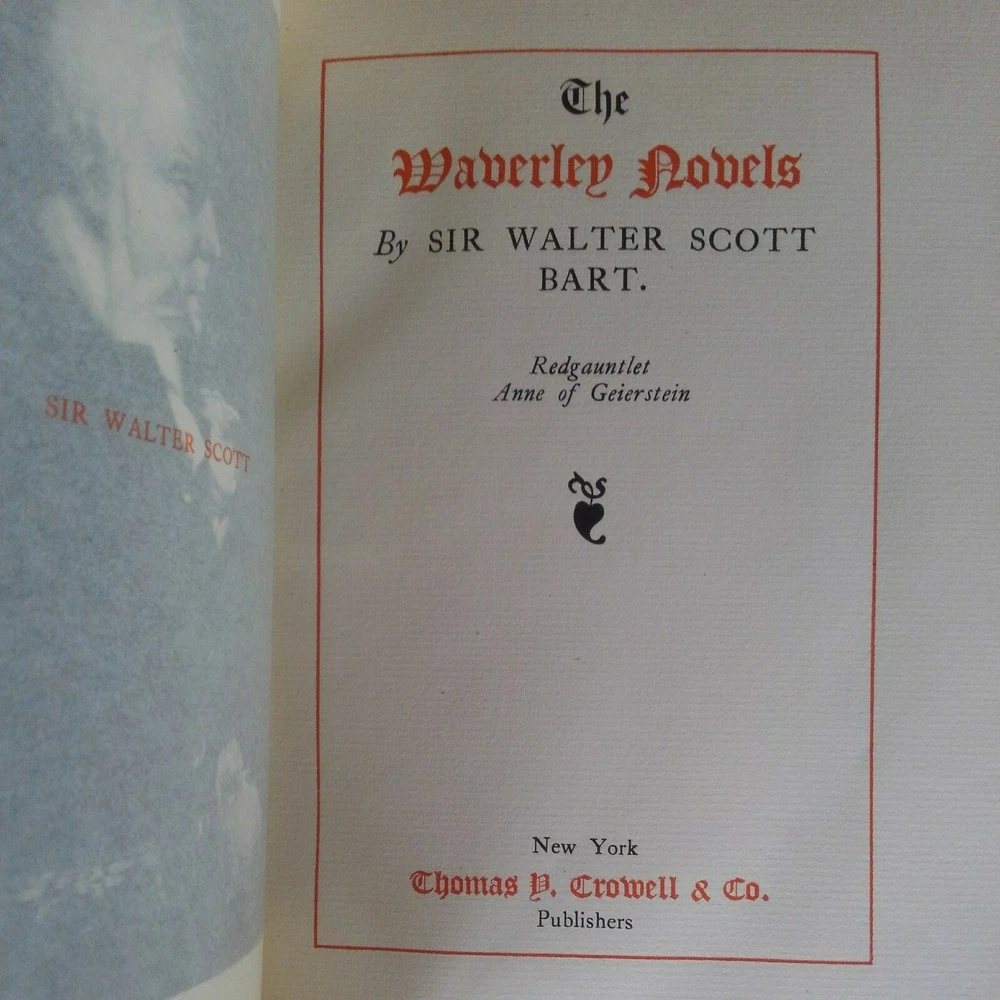 SIR WALTER SCOTT
The
Waverley Novels
By SIR WALTER SCOTT
BART.
Redgauntlet
Anne of Geierstein
New York
Thomas Y. Crowell & Co.
Publishers